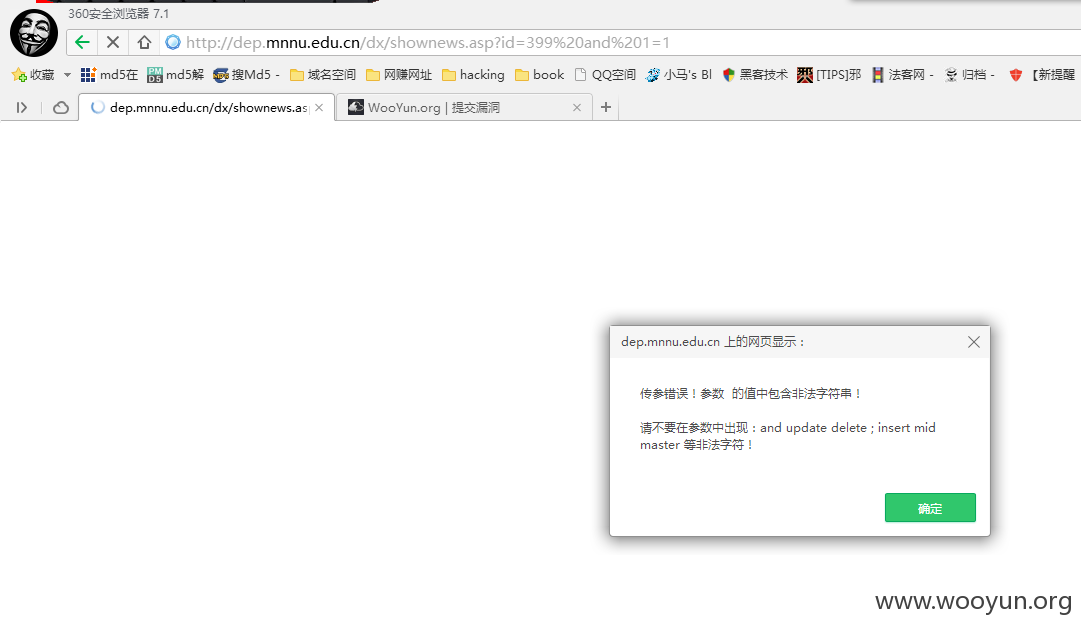 360安全浏览器 7.1
http://dep.mnnu.edu.cn/dx/shownews.asp?id=399%20and%201=1
收藏 md5在 PM D5 md5解 搜Md5 - 域名空间 网赚网址 hacking book QQ空间 小马's Bl 黑客技术 [TIPS]邪 法客网 - 归档 - 【新提醒
dep.mnnu.edu.cn/dx/shownews.as WooYun.org | 提交漏洞
dep.mnnu.edu.cn 上的网页显示：
传参错误！参数 的值中包含非法字符串！
请不要在参数中出现：and update delete ; insert mid
master 等非法字符！
确定
www.wooyun.org